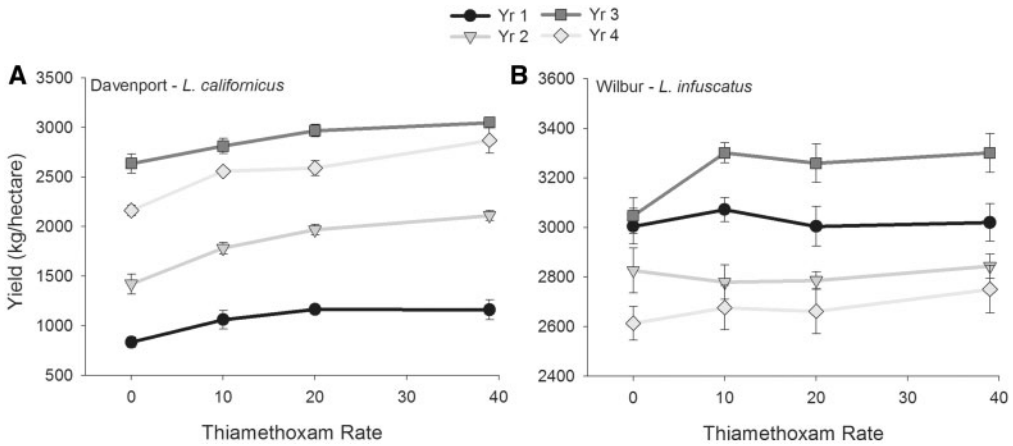 Yr 1
Yr 3
Yr 2
Yr 4
A
Davenport - L. californicus
3500
3000
2500
2000
1500
1000
500
Yield (kg/hectare)
0
10
20
30
40
Thiamethoxam Rate
B
Wilbur - L. infuscatus
3600
3400
3200
3000
2800
2600
2400
0
10
20
30
40
Thiamethoxam Rate